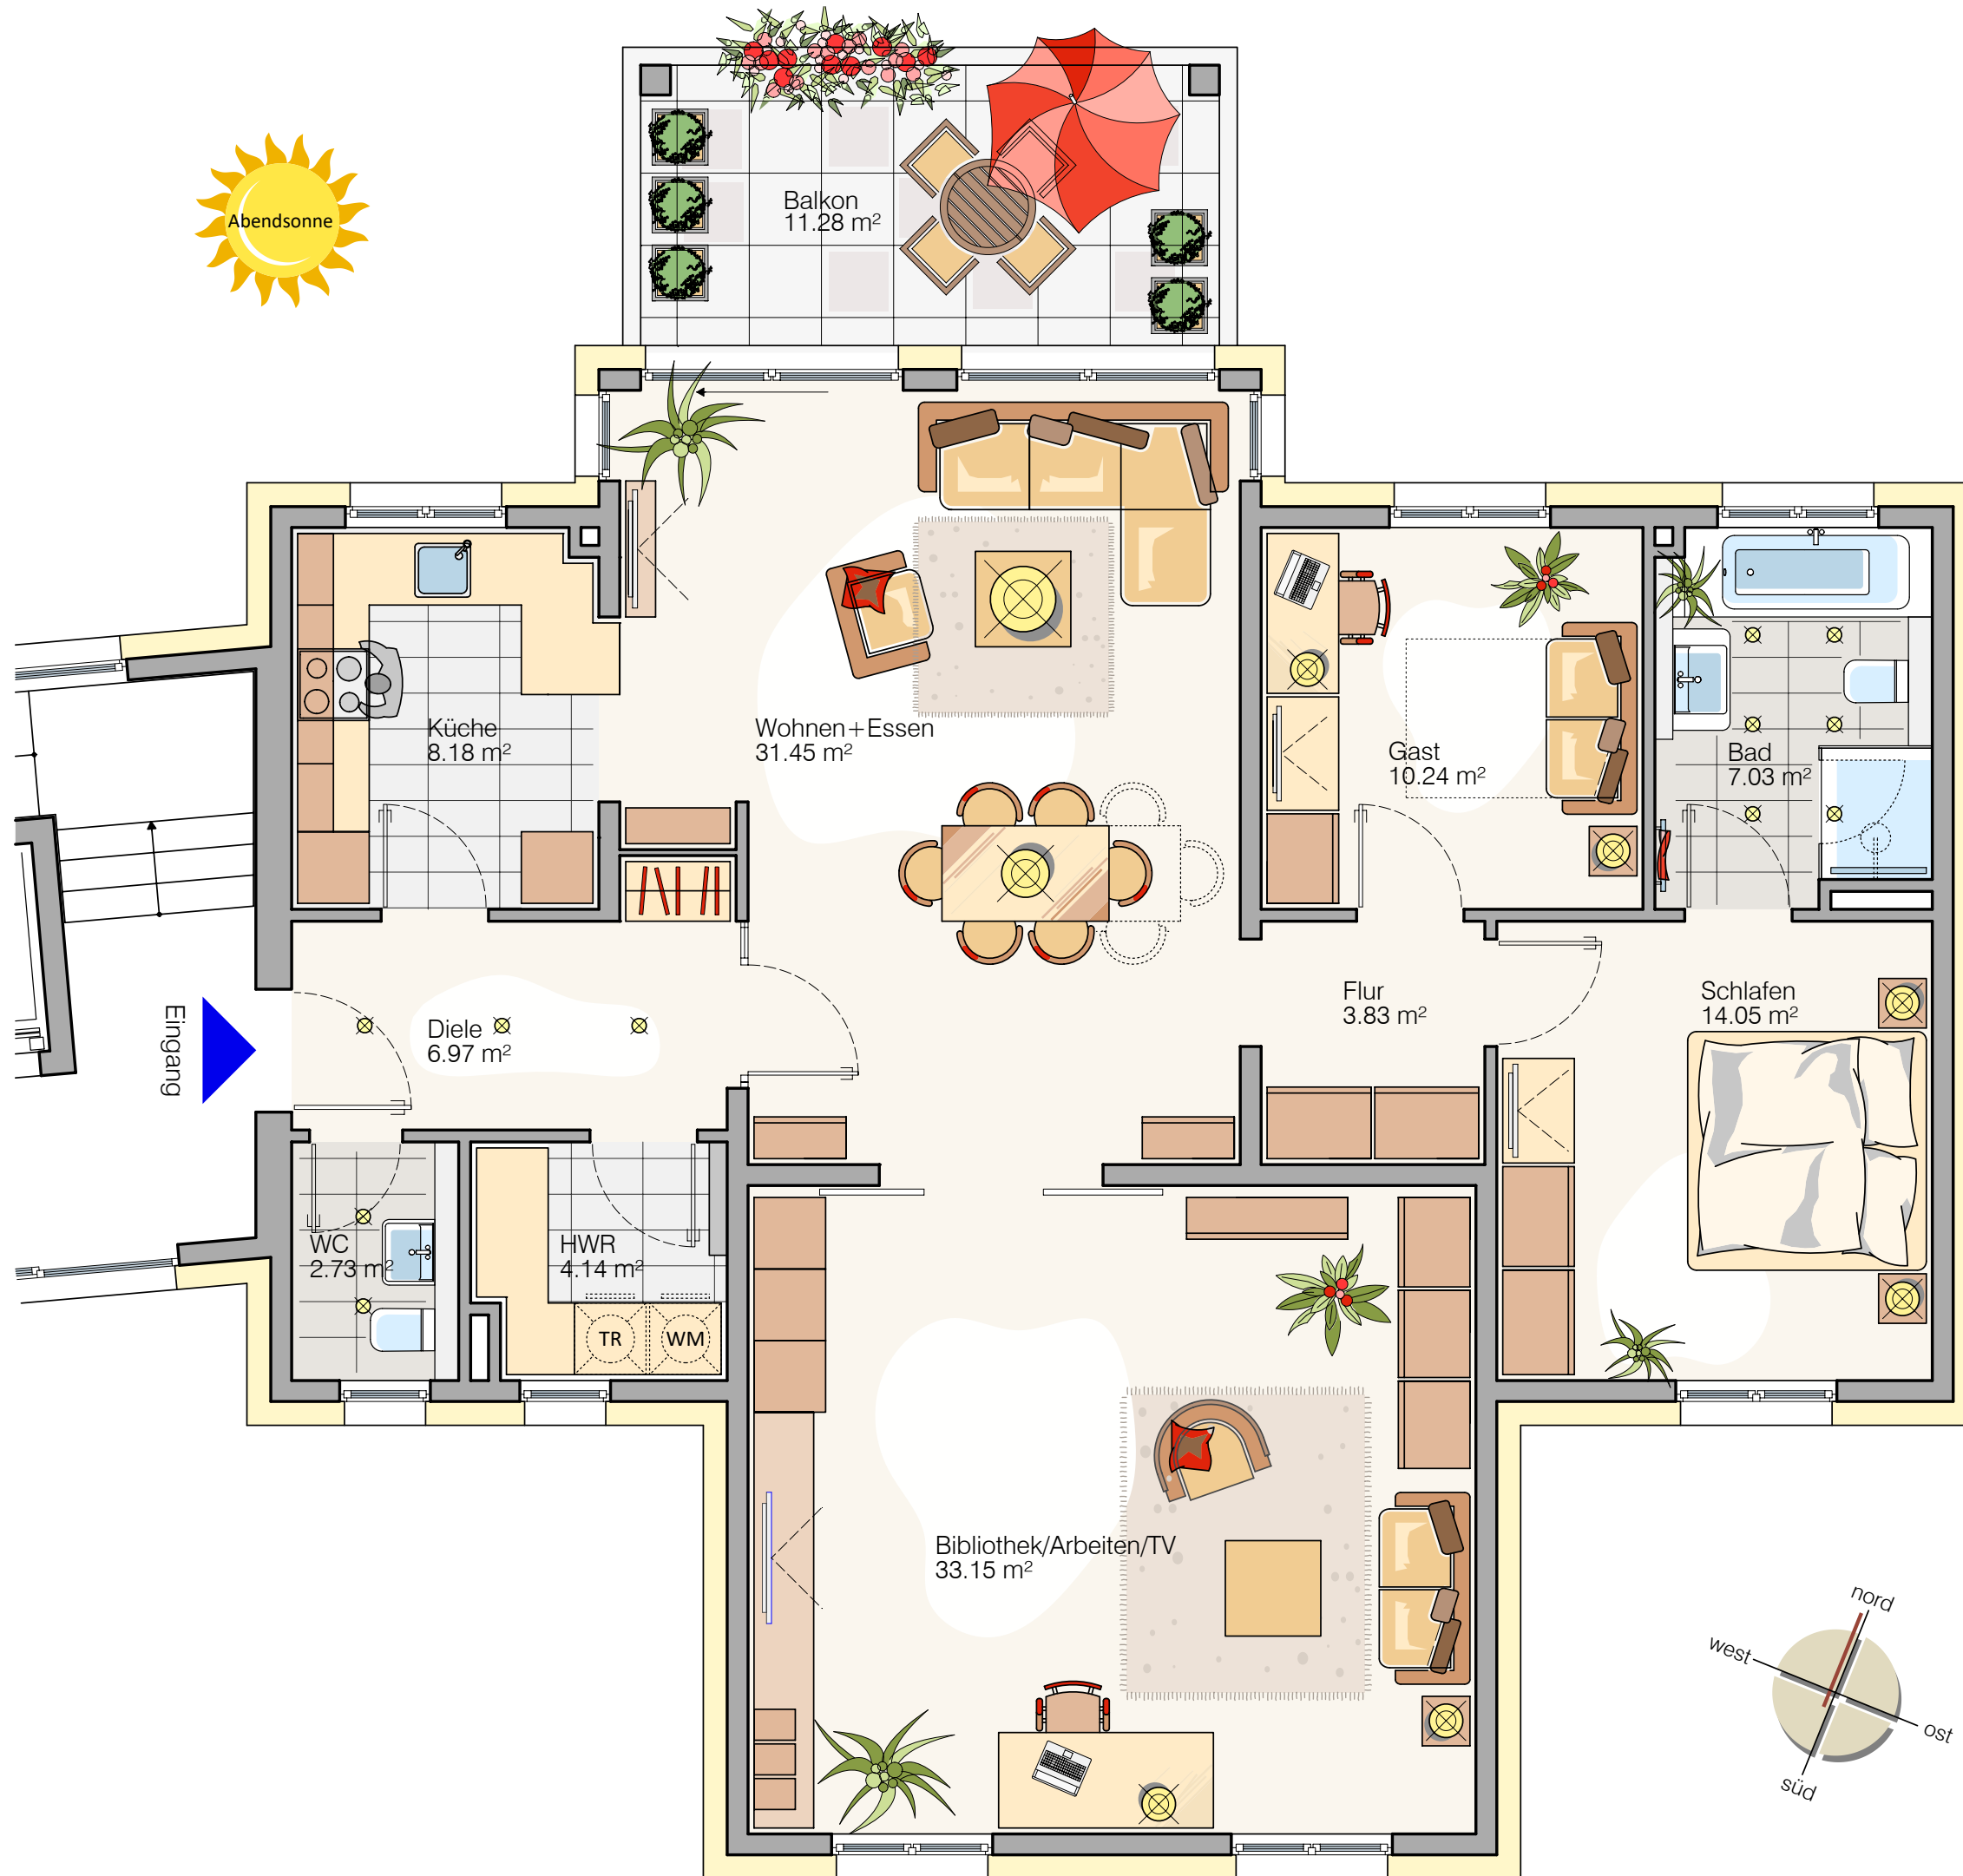 Abendsonne
Balkon
11.28 m²
Küche
8.18 m²
Wohnen+Essen
31.45 m²
Gast
10.24 m²
Bad
7.03 m²
Eingang
Diele
6.97 m²
Flur
3.83 m²
Schlafen
14.05 m²
WC
2.73 m²
HWR
4.14 m²
TR
WM
Bibliothek/Arbeiten/TV
33.15 m²
nord
west
ost
süd